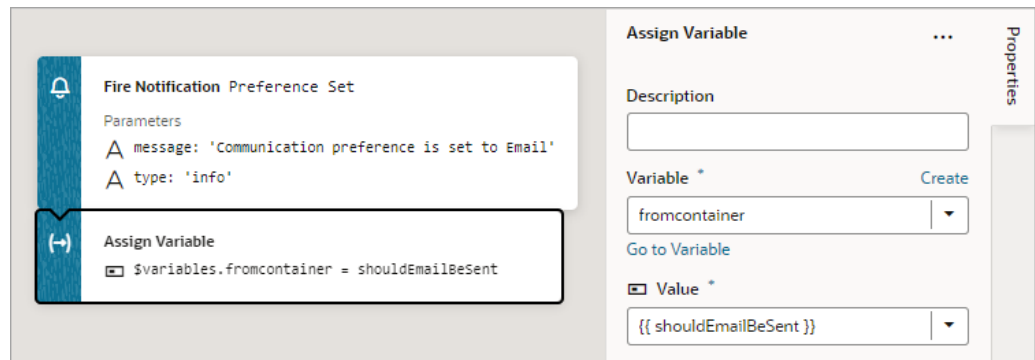 Fire Notification Preference Set
Parameters
A message: 'Communication preference is set to Email'
A type: 'info'
Assign Variable
$variables.fromcontainer = shouldEmailBeSent
Assign Variable
...
Description
Variable *
Create
fromcontainer
Go to Variable
Value *
{{ shouldEmailBeSent }}
Properties